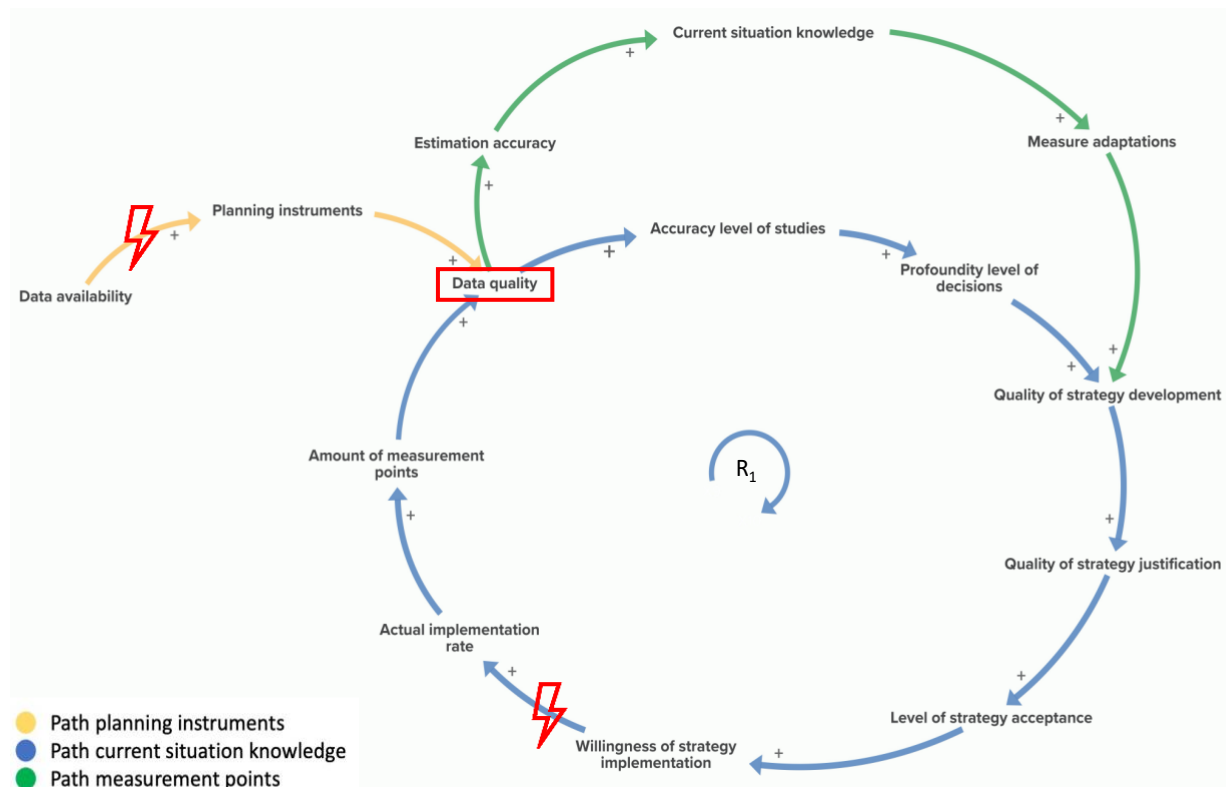 Current situation knowledge
+
Estimation accuracy
+
Measure adaptations
+
Planning instruments
+
+
Accuracy level of studies
+
+
Profoundity level of
decisions
+
Data quality
Data availability
+
+
+
Quality of strategy development
R1
Amount of measurement
points
+
+
Quality of strategy justification
Actual implementation
rate
+
+
Level of strategy acceptance
Willingness of strategy
implementation
+
Path planning instruments
Path current situation knowledge
Path measurement points